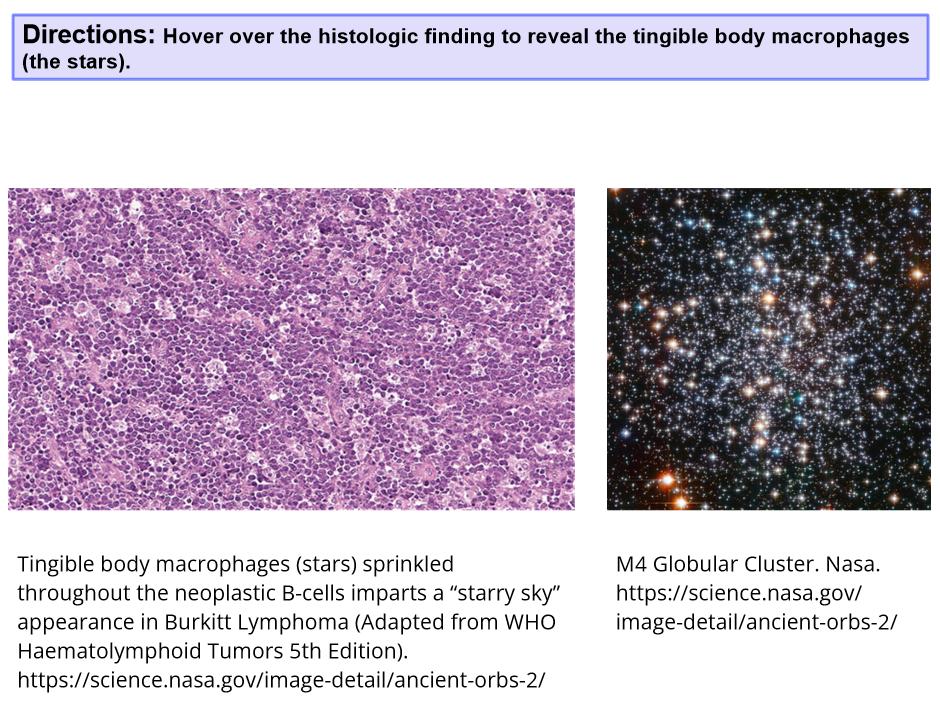 Directions: Hover over the histologic finding to reveal the tingible body macrophages
(the stars).
Tingible body macrophages (stars) sprinkled
throughout the neoplastic B-cells imparts a “starry sky”
appearance in Burkitt Lymphoma (Adapted from WHO
Haematolymphoid Tumors 5th Edition).
https://science.nasa.gov/image-detail/ancient-orbs-2/
M4 Globular Cluster. Nasa.
https://science.nasa.gov/
image-detail/ancient-orbs-2/